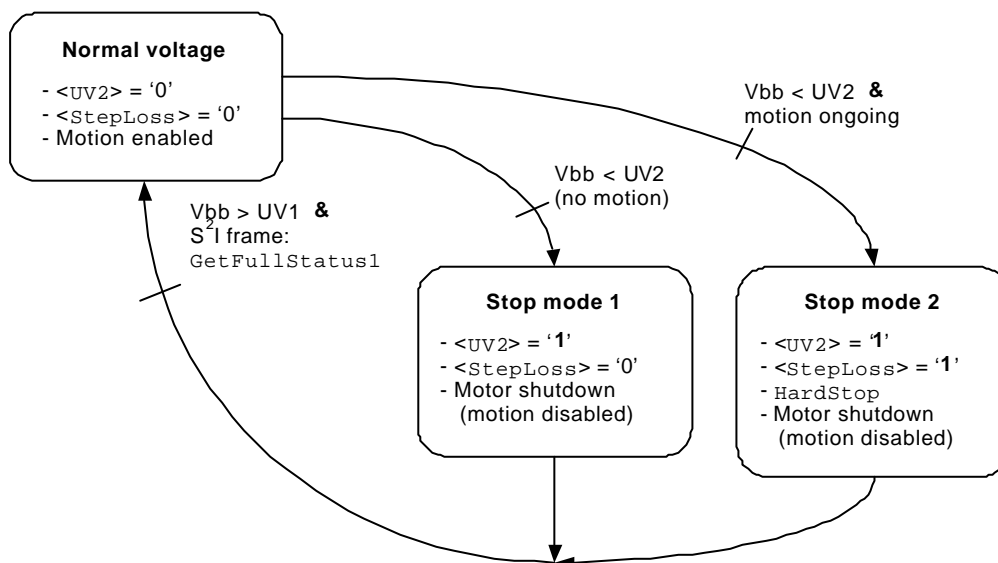 Normal voltage
- <UV2> = ‘0’
- <StepLoss> = ‘0’
- Motion enabled
Vbb < UV2 &
motion ongoing
Vbb < UV2
(no motion)
Vbb > UV1 &
S²I frame:
GetFullStatus1
Stop mode 1
- <UV2> = ‘1’
- <StepLoss> = ‘0’
- Motor shutdown
(motion disabled)
Stop mode 2
- <UV2> = ‘1’
- <StepLoss> = ‘1’
- HardStop
- Motor shutdown
(motion disabled)